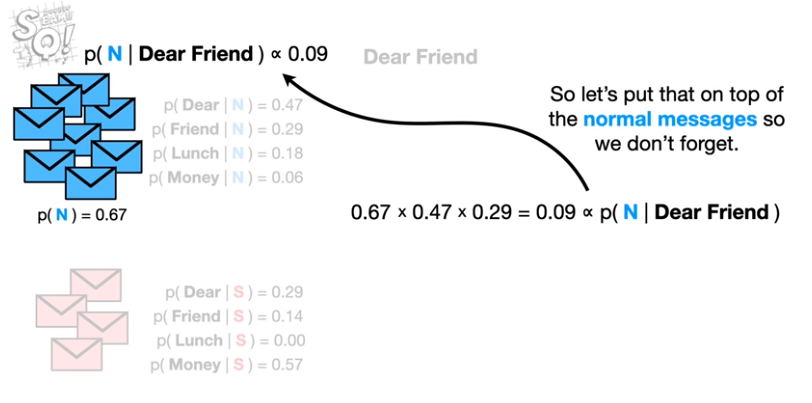 SQ!
p( N | Dear Friend ) ∝ 0.09
Dear Friend
So let's put that on top of
the normal messages so
we don't forget.
p( Dear | N ) = 0.47
p( Friend | N ) = 0.29
p( Lunch | N ) = 0.18
p( Money | N ) = 0.06
p( N ) = 0.67
0.67 x 0.47 x 0.29 = 0.09 ∝ p( N | Dear Friend )
p( Dear | S ) = 0.29
p( Friend | S ) = 0.14
p( Lunch | S ) = 0.00
p( Money | S ) = 0.57